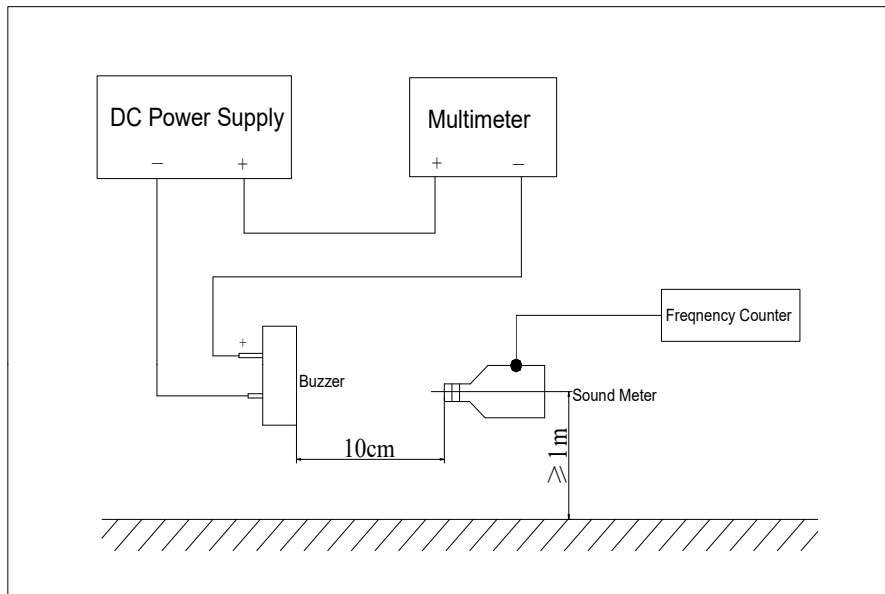 DC Power Supply
− +
Multimeter
+ −
Freqnency Counter
+
Buzzer
Sound Meter
10cm
≥1m